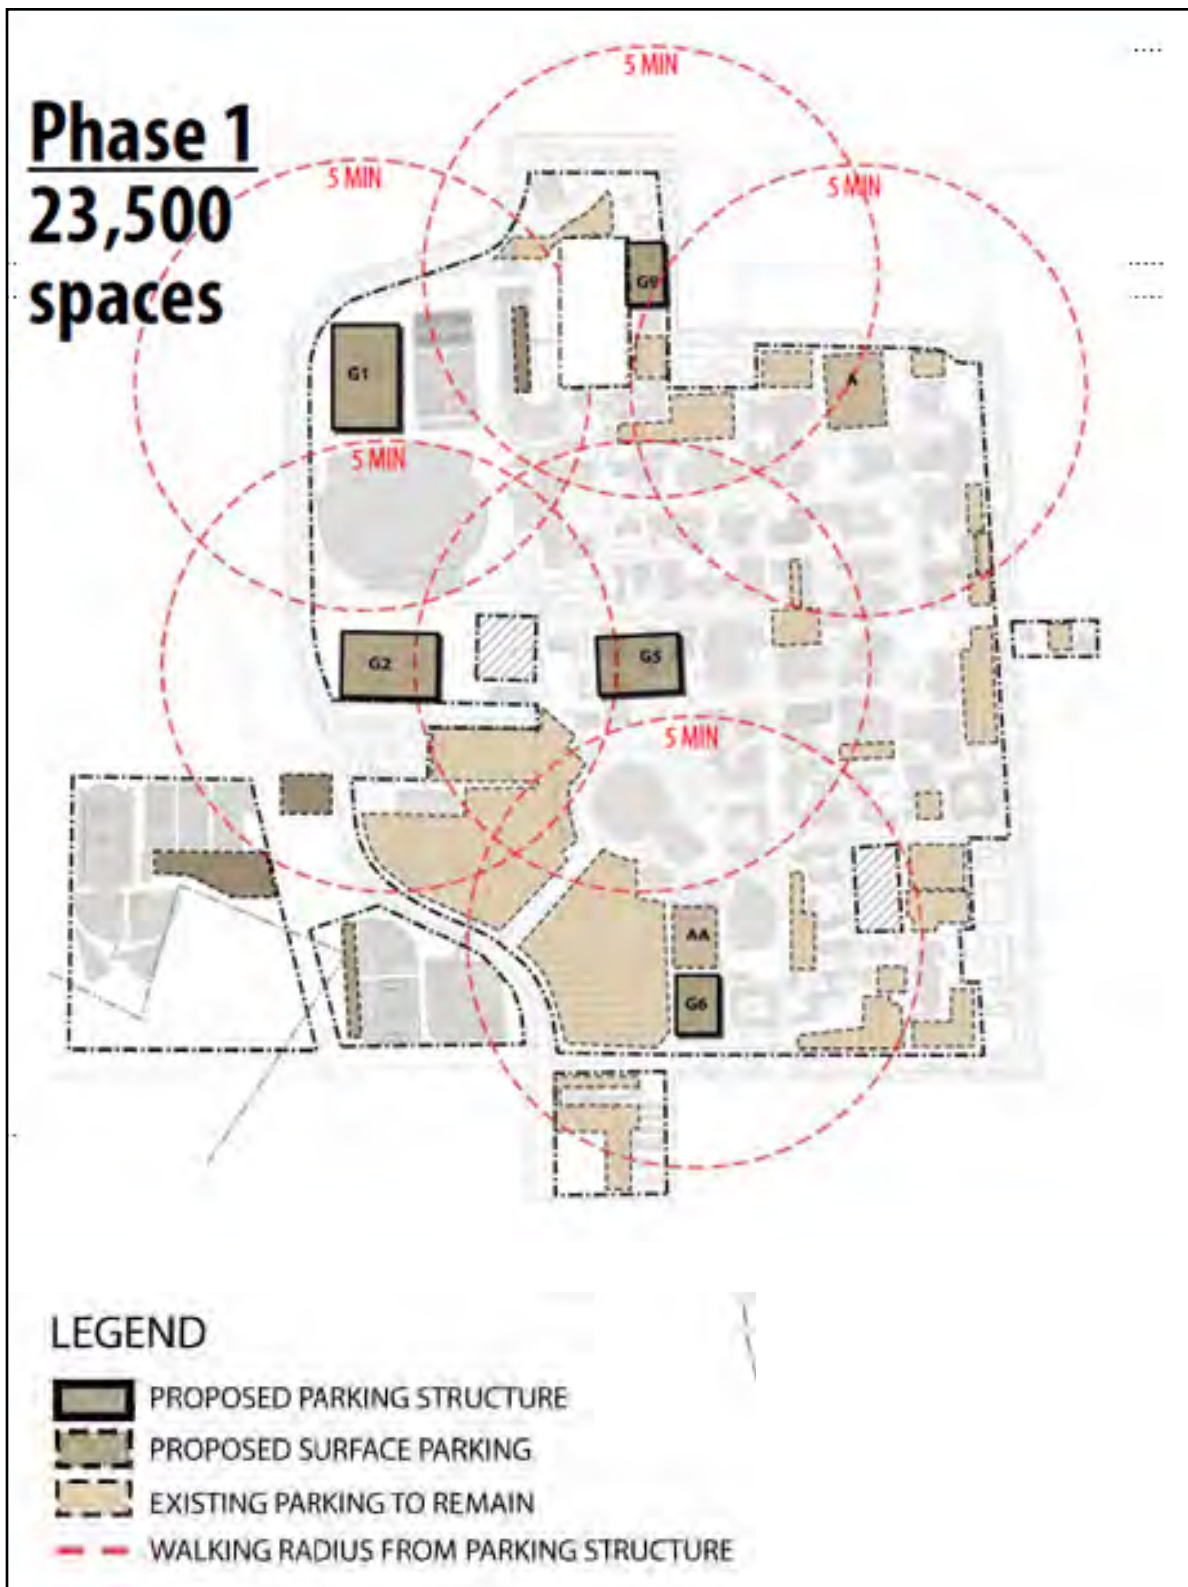 5 MIN
Phase 1
23,500
spaces
5 MIN
5 MIN
G9
G1
A
5 MIN
G2
G5
5 MIN
AA
G6
LEGEND
PROPOSED PARKING STRUCTURE
PROPOSED SURFACE PARKING
EXISTING PARKING TO REMAIN
WALKING RADIUS FROM PARKING STRUCTURE